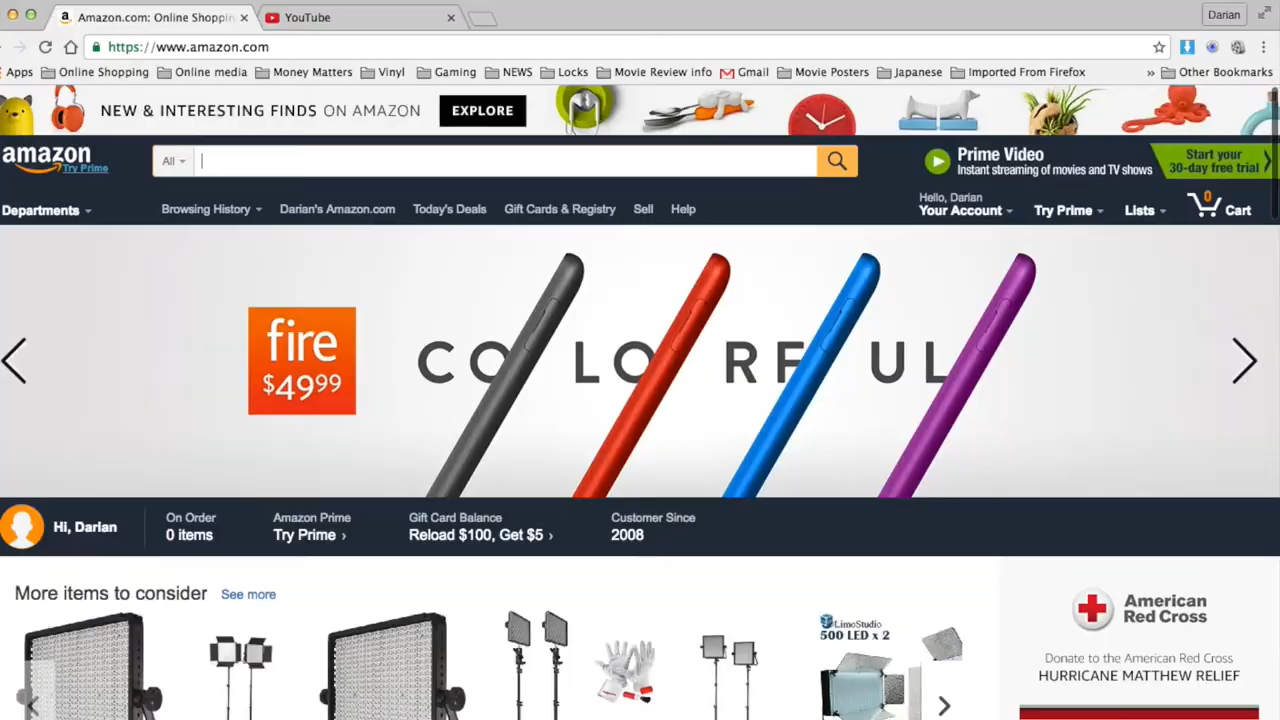 Amazon.com: Online Shoppin
YouTube
Darian
https://www.amazon.com
Apps Online Shopping Online media Money Matters Vinyl Gaming NEWS Locks Movie Review info Gmail Movie Posters Japanese Imported From Firefox » Other Bookmarks
NEW & INTERESTING FINDS ON AMAZON EXPLORE
amazon
Try Prime
All
Prime Video
Instant streaming of movies and TV shows
Start your
30-day free trial
Departments
Browsing History Darian's Amazon.com Today's Deals Gift Cards & Registry Sell Help
Hello, Darian
Your Account Try Prime Lists 0 Cart
fire
$49.99
COLORFUL
Hi, Darian
On Order
0 items
Amazon Prime
Try Prime ›
Gift Card Balance
Reload $100, Get $5 ›
Customer Since
2008
More items to consider See more
LimoStudio
500 LED x 2
American
Red Cross
Donate to the American Red Cross
HURRICANE MATTHEW RELIEF